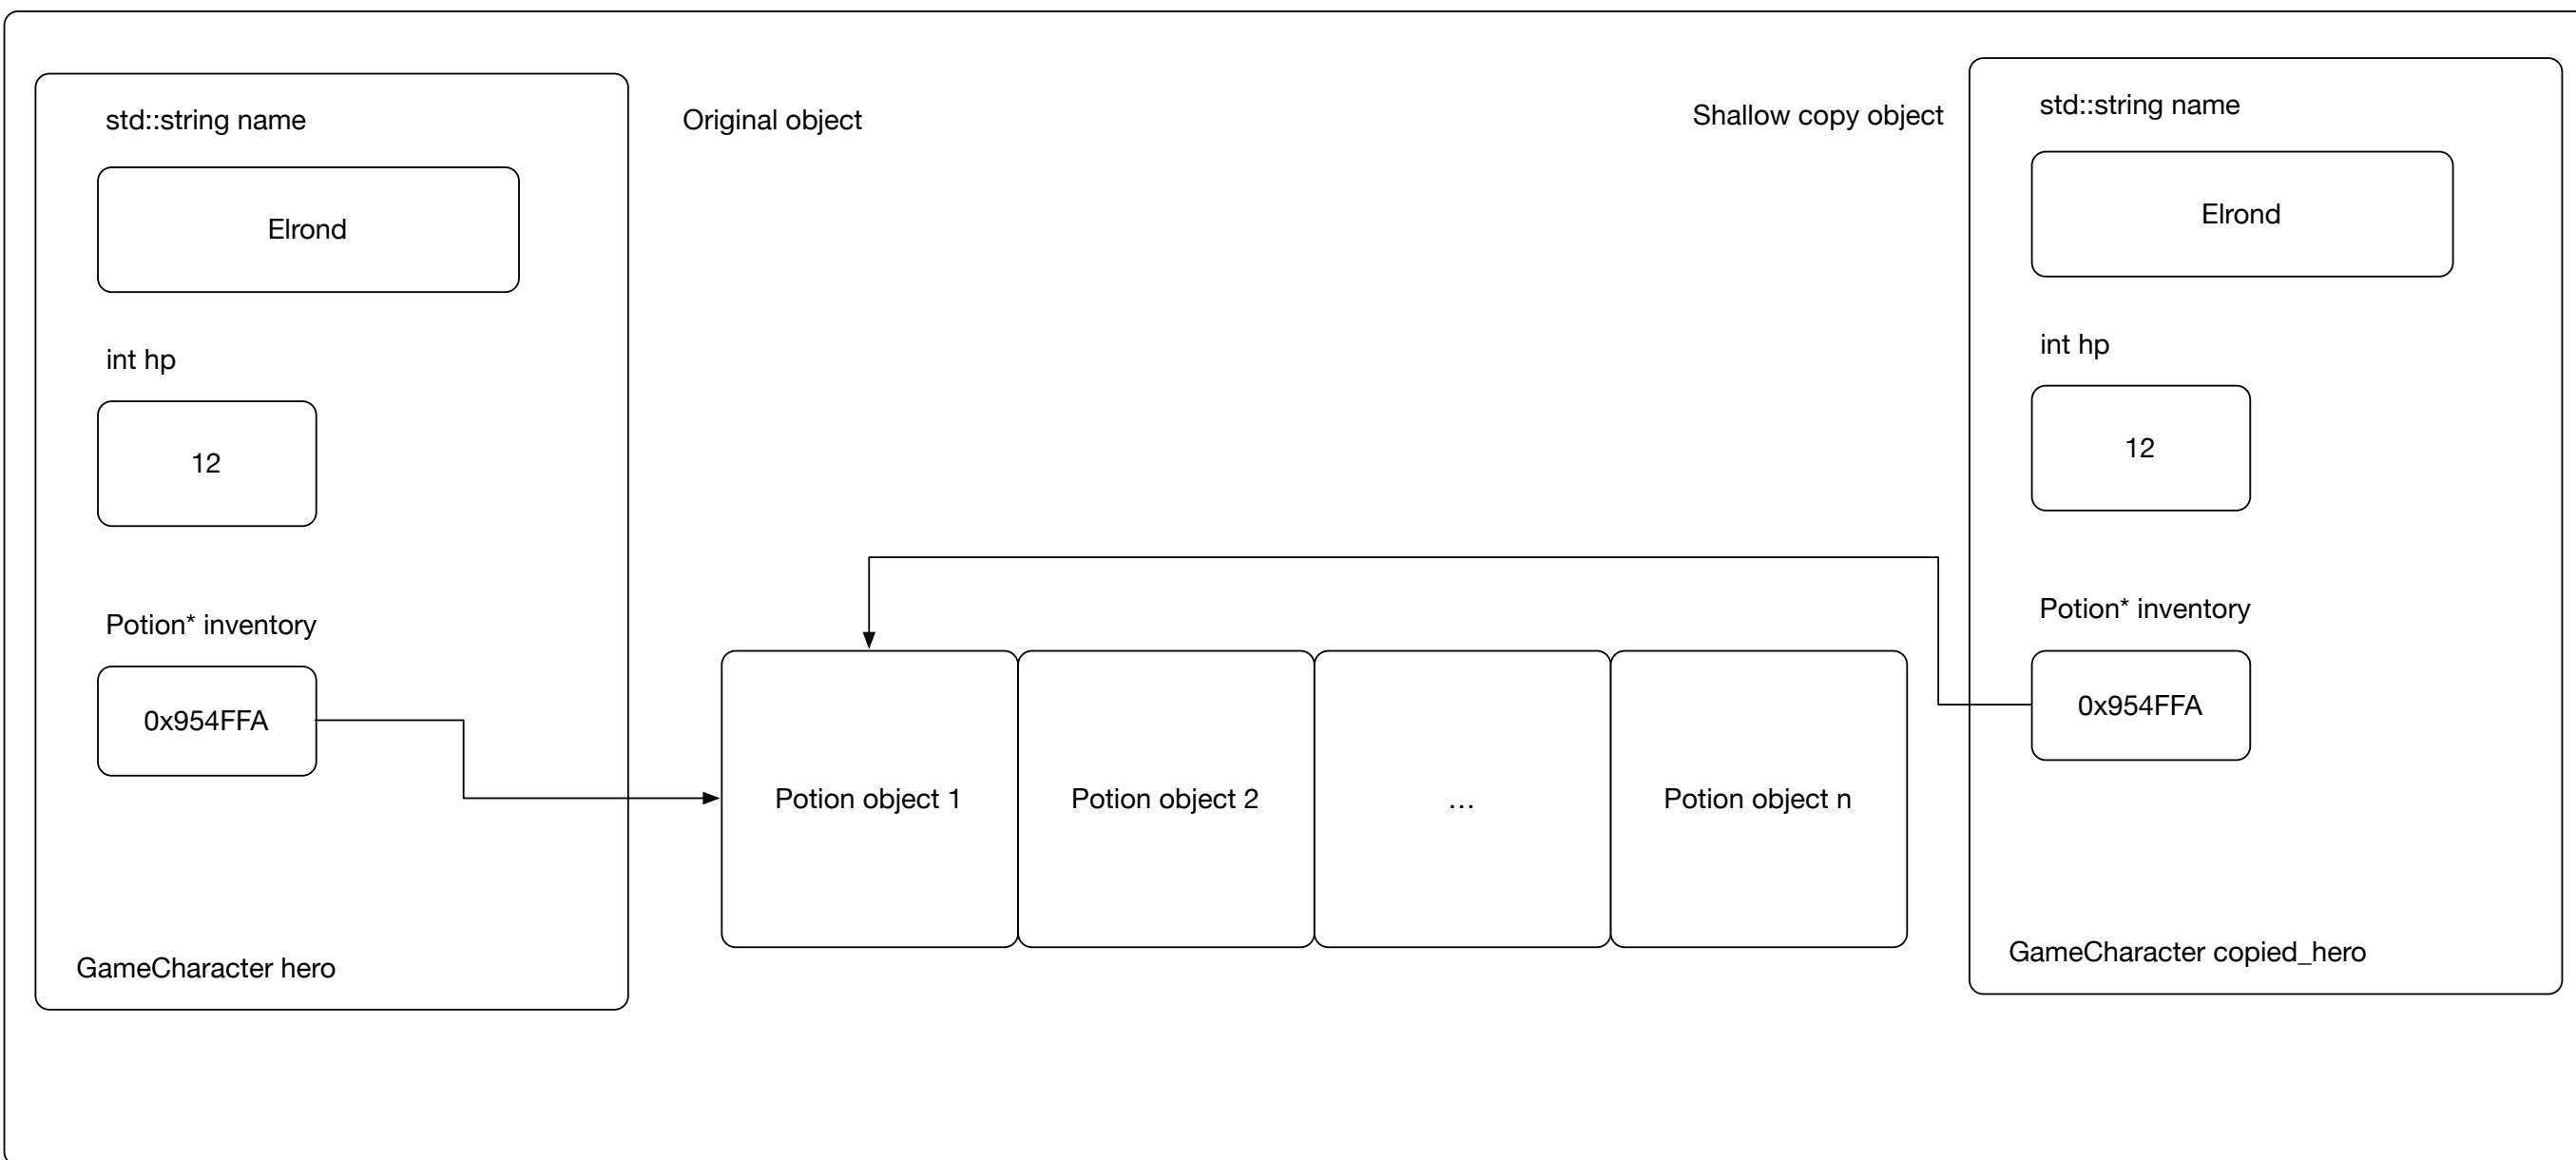 std::string name
Original object
Elrond
int hp
12
Potion* inventory
0x954FFA
GameCharacter hero
Potion object 1
Potion object 2
...
Potion object n
Shallow copy object
std::string name
Elrond
int hp
12
Potion* inventory
0x954FFA
GameCharacter copied_hero